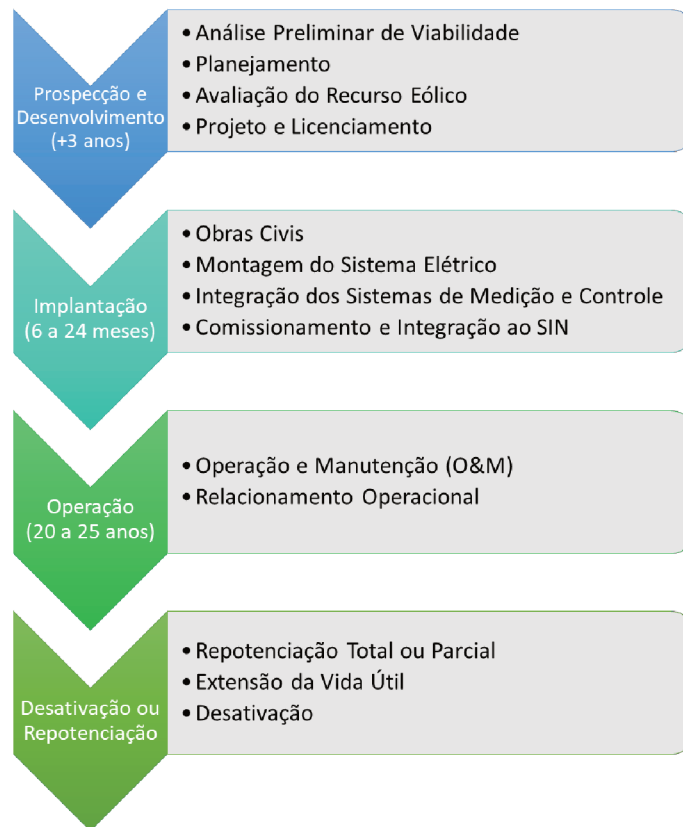 Prospecção e
Desenvolvimento
(+3 anos)
• Análise Preliminar de Viabilidade
• Planejamento
• Avaliação do Recurso Eólico
• Projeto e Licenciamento
Implantação
(6 a 24 meses)
• Obras Civis
• Montagem do Sistema Elétrico
• Integração dos Sistemas de Medição e Controle
• Comissionamento e Integração ao SIN
Operação
(20 a 25 anos)
• Operação e Manutenção (O&M)
• Relacionamento Operacional
Desativação ou
Repotenciação
• Repotenciação Total ou Parcial
• Extensão da Vida Útil
• Desativação